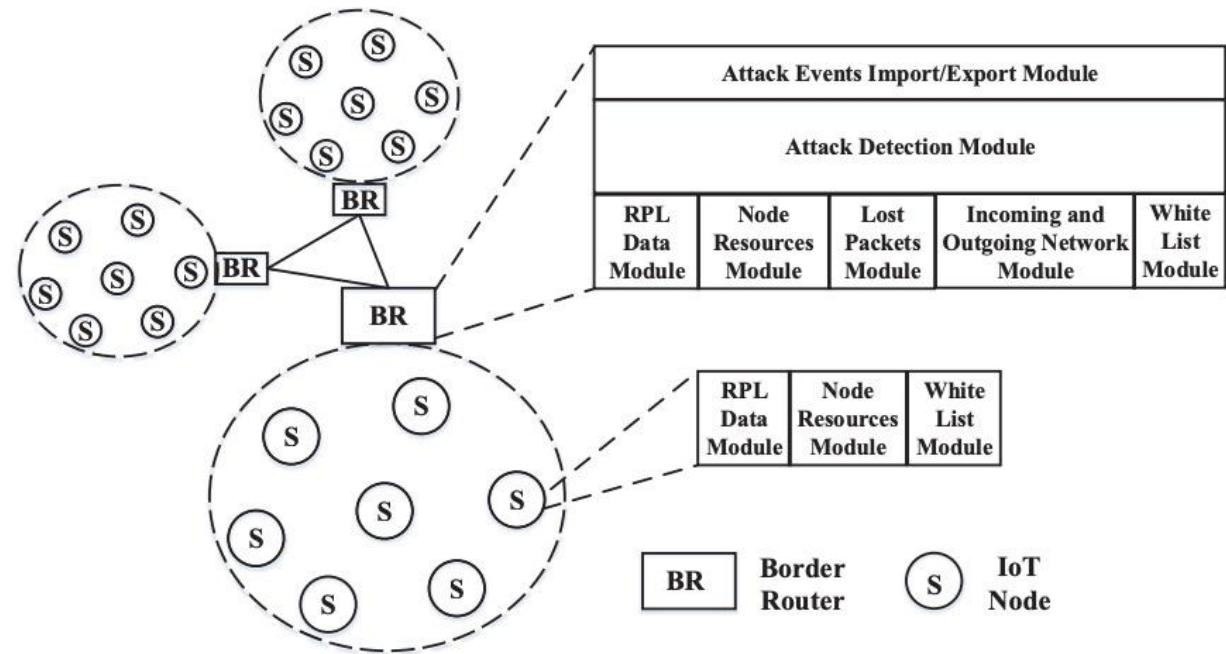 S
S
S
S
S
S
S
BR
S
S
S
S
S
S
S
BR
BR
Attack Events Import/Export Module
Attack Detection Module
RPL
Data
Module
Node
Resources
Module
Lost
Packets
Module
Incoming and
Outgoing Network
Module
White
List
Module
S
S
S
S
S
S
S
RPL
Data
Module
Node
Resources
Module
White
List
Module
BR
Border
Router
S
IoT
Node